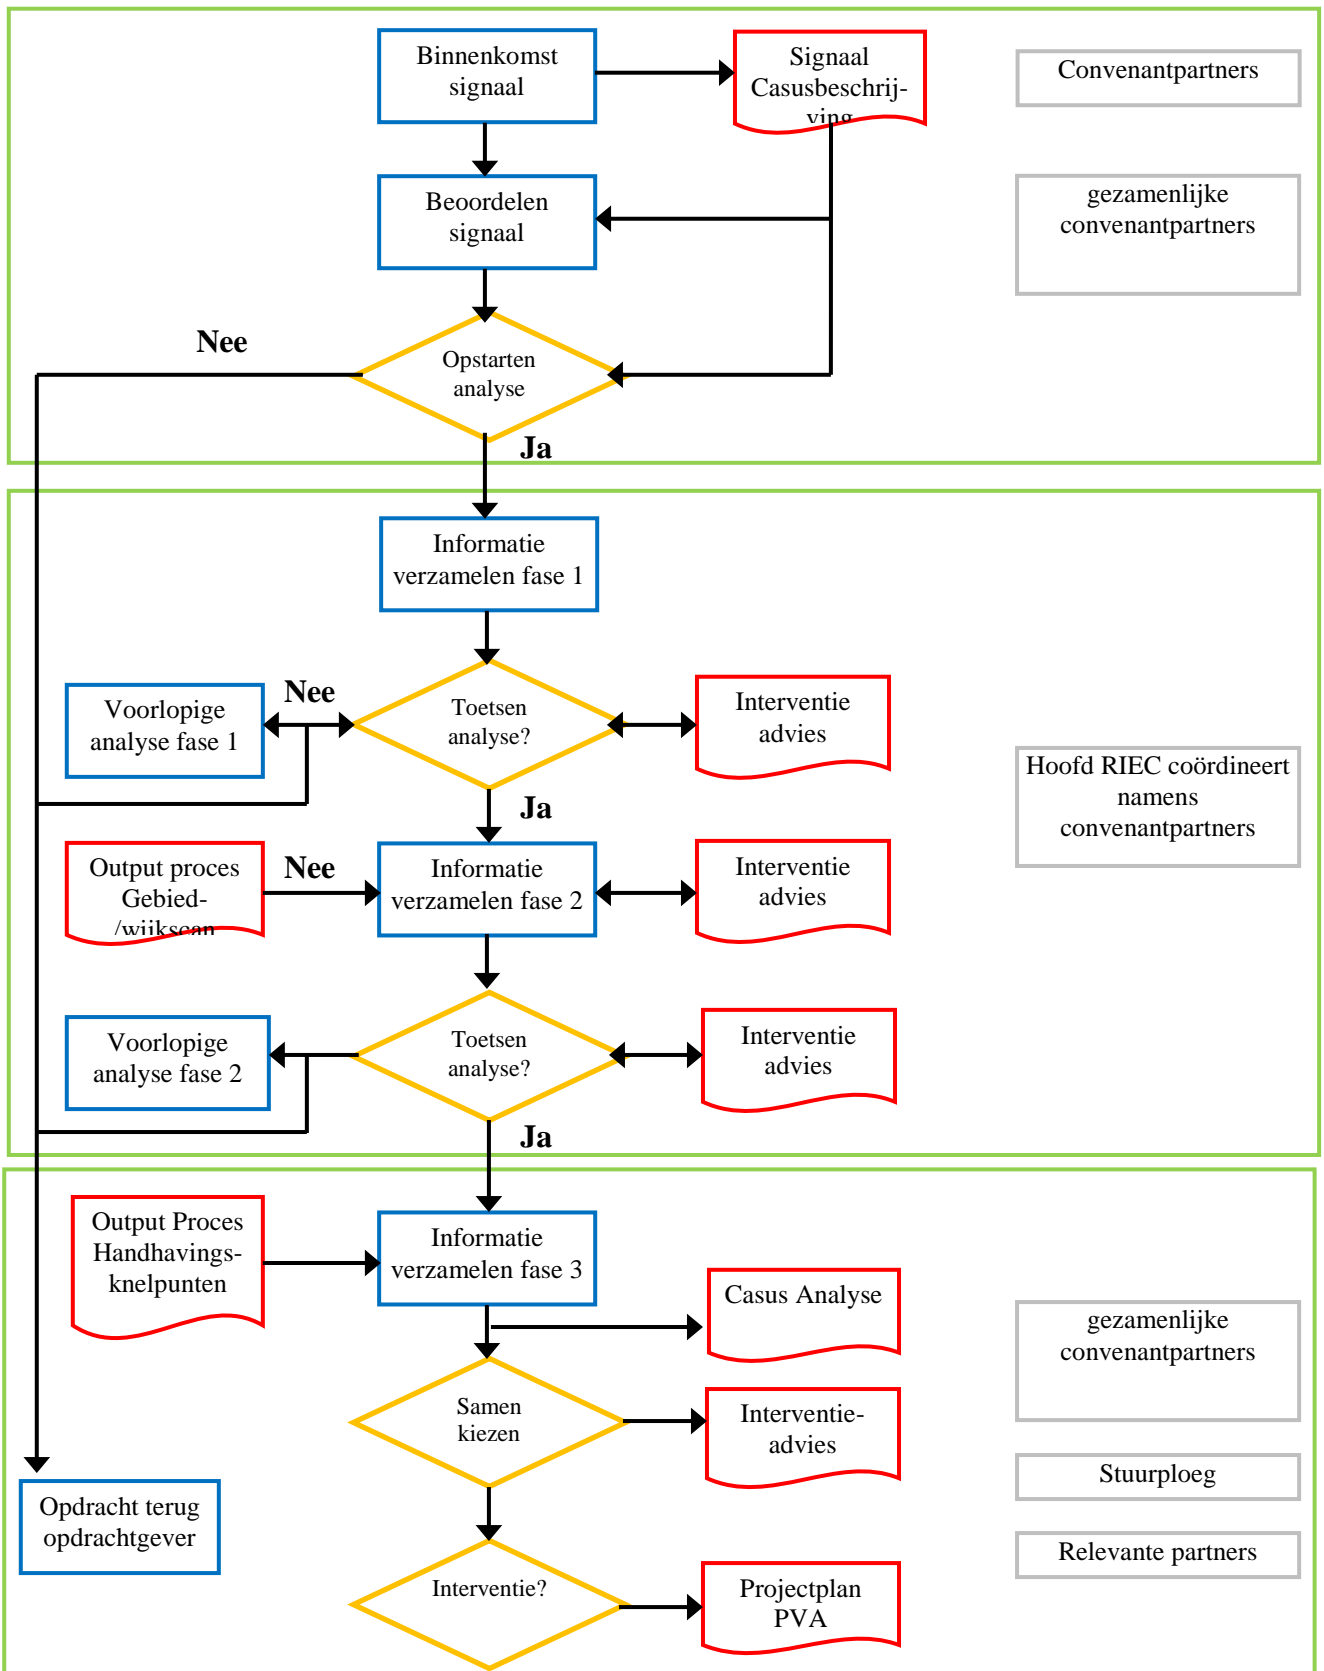 Binnenkomst
signaal
Signaal
Casusbeschrij-
ving
Convenantpartners
Beoordelen
signaal
gezamenlijke
convenantpartners
Nee
Opstarten
analyse
Ja
Informatie
verzamelen fase 1
Voorlopige
analyse fase 1
Nee
Toetsen
analyse?
Interventie
advies
Hoofd RIEC coördineert
namens
convenantpartners
Ja
Output proces
Gebied-
/wijkscan
Nee
Informatie
verzamelen fase 2
Interventie
advies
Voorlopige
analyse fase 2
Toetsen
analyse?
Interventie
advies
Ja
Output Proces
Handhavings-
knelpunten
Informatie
verzamelen fase 3
Casus Analyse
gezamenlijke
convenantpartners
Samen
kiezen
Interventie-
advies
Stuurploeg
Opdracht terug
opdrachtgever
Relevante partners
Interventie?
Projectplan
PVA